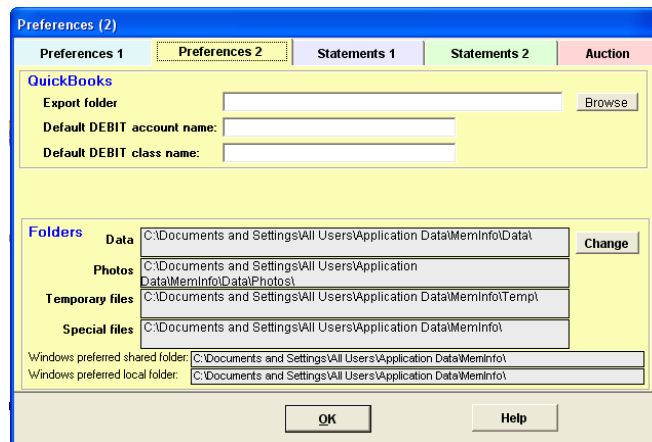 Preferences (2)
Preferences 1 Preferences 2 Statements 1 Statements 2 Auction
QuickBooks
Export folder Browse
Default DEBIT account name:
Default DEBIT class name:
Folders
Data C:\Documents and Settings\All Users\Application Data\MemInfo\Data\ Change
Photos C:\Documents and Settings\All Users\Application
Data\MemInfo\Data\Photos\
Temporary files C:\Documents and Settings\All Users\Application Data\MemInfo\Temp\
Special files C:\Documents and Settings\All Users\Application Data\MemInfo\
Windows preferred shared folder: C:\Documents and Settings\All Users\Application Data\MemInfo\
Windows preferred local folder: C:\Documents and Settings\All Users\Application Data\MemInfo\
OK Help